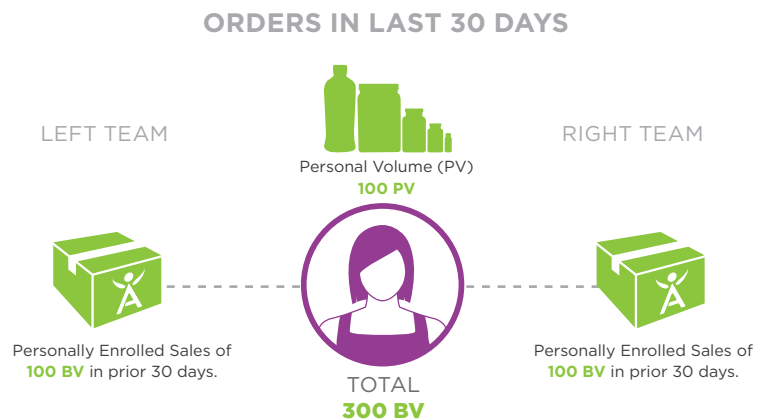 ORDERS IN LAST 30 DAYS
LEFT TEAM
RIGHT TEAM
Personal Volume (PV)
100 PV
Personally Enrolled Sales of
100 BV in prior 30 days.
Personally Enrolled Sales of
100 BV in prior 30 days.
TOTAL
300 BV